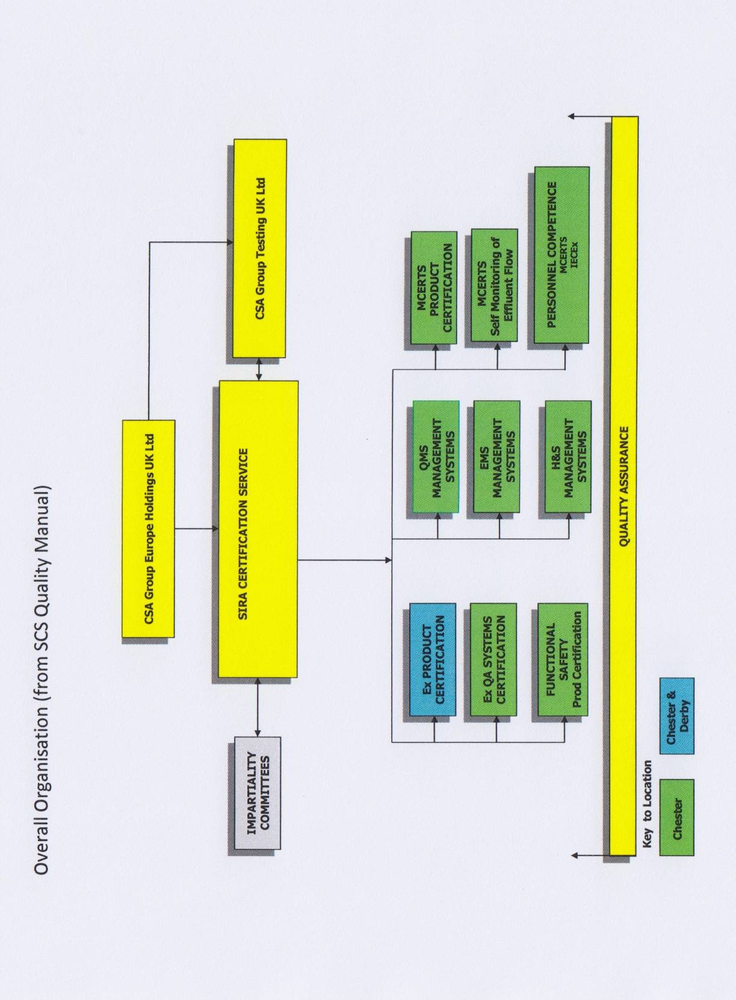 Overall Organisation (from SCS Quality Manual)
CSA Group Europe Holdings UK Ltd
IMPARTIALITY
COMMITTEES
SIRA CERTIFICATION SERVICE
CSA Group Testing UK Ltd
Ex PRODUCT
CERTIFICATION
QMS
MANAGEMENT
SYSTEMS
MCERTS
PRODUCT
CERTIFICATION
Ex QA SYSTEMS
CERTIFICATION
EMS
MANAGEMENT
SYSTEMS
MCERTS
Self Monitoring of
Effluent Flow
FUNCTIONAL
SAFETY
Prod Certification
H&S
MANAGEMENT
SYSTEMS
PERSONNEL COMPETENCE
MCERTS
IECEx
QUALITY ASSURANCE
Key to Location
Chester
Chester &
Derby